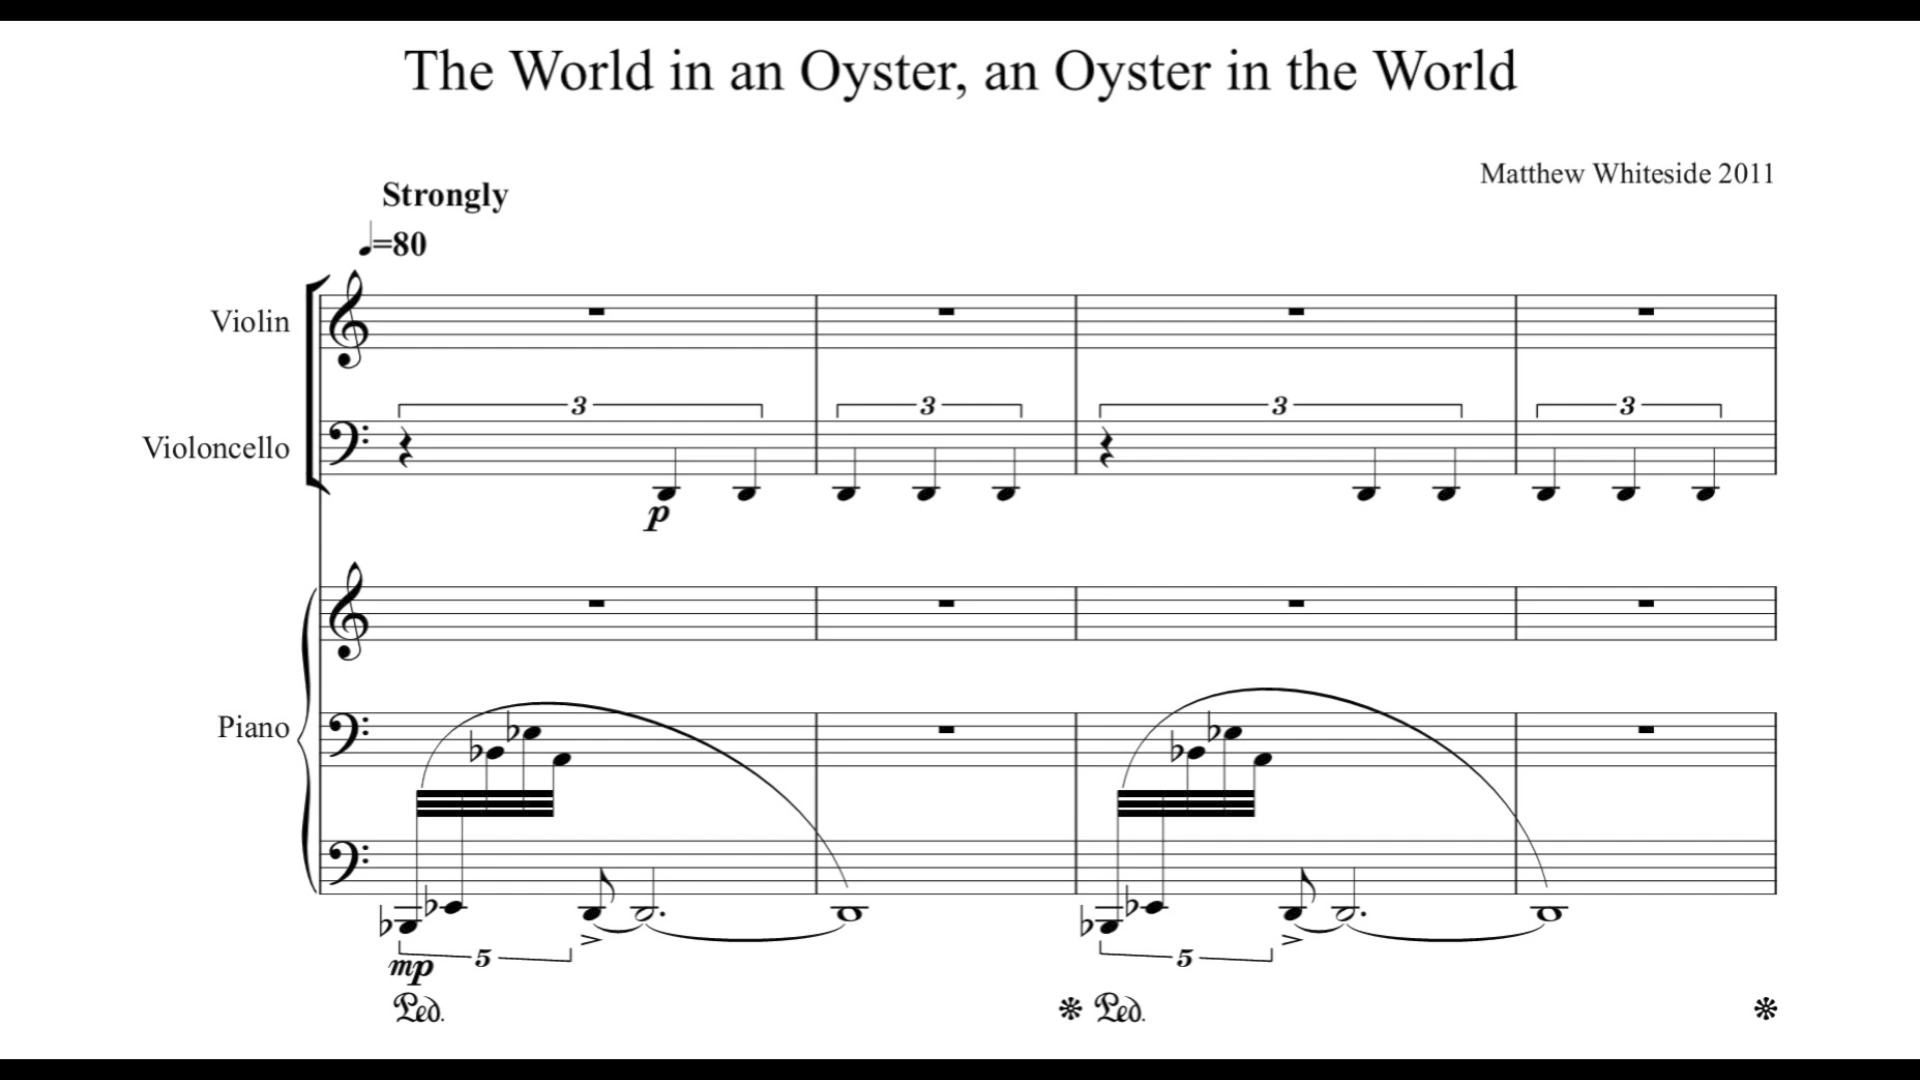 The World in an Oyster, an Oyster in the World
Matthew Whiteside 2011
Strongly
♩=80
Violin
3 3 3 3
Violoncello
p
Piano
5 5
mp
Ped. Ped.